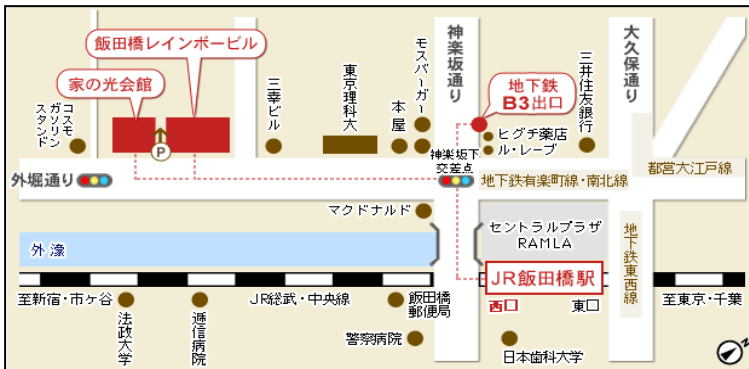 飯田橋レインボービル
家の光会館
コスモ
ガソリン
スタンド
P
三幸ビル
東京理科大
本屋
モスバーガー
神楽坂通り
地下鉄
B3出口
ヒグチ薬店
ル・レーブ
三井住友銀行
大久保通り
外堀通り
神楽坂下
交差点
地下鉄有楽町線・南北線
都営大江戸線
マクドナルド
セントラルプラザ
RAMLA
外濠
地下鉄東西線
JR飯田橋駅
至新宿・市ヶ谷
JR総武・中央線
飯田橋
郵便局
西口
東口
至東京・千葉
法政大学
逓信病院
警察病院
日本歯科大学
N